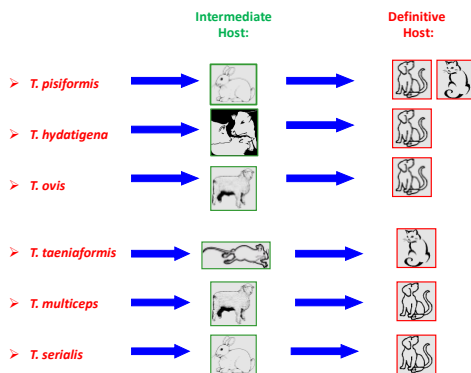 Intermediate
Host:
Definitive
Host:
➢ T. pisiformis
➢ T. hydatigena
➢ T. ovis
➢ T. taeniaformis
➢ T. multiceps
➢ T. serialis